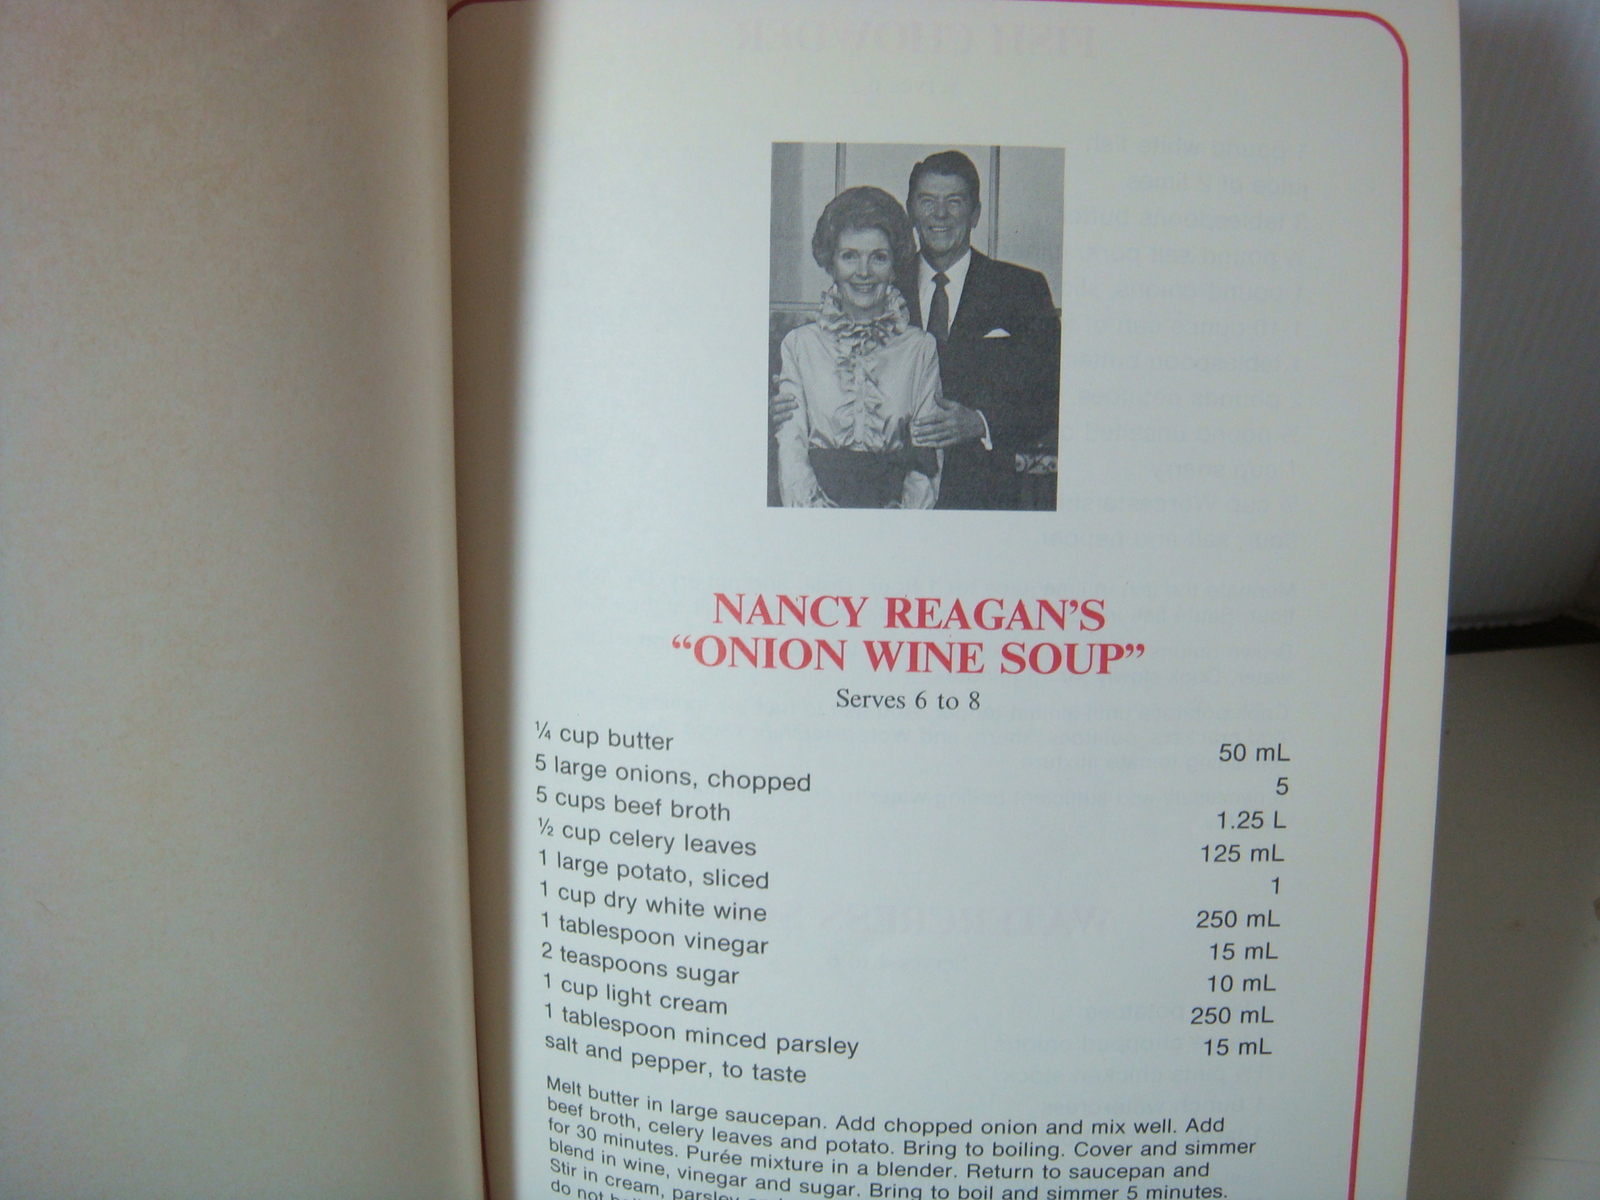 NANCY REAGAN'S
“ONION WINE SOUP”
Serves 6 to 8
¼ cup butter 50 mL
5 large onions, chopped 5
5 cups beef broth 1.25 L
½ cup celery leaves 125 mL
1 large potato, sliced 1
1 cup dry white wine 250 mL
1 tablespoon vinegar 15 mL
2 teaspoons sugar 10 mL
1 cup light cream 250 mL
1 tablespoon minced parsley 15 mL
salt and pepper, to taste
Melt butter in large saucepan. Add chopped onion and mix well. Add
beef broth, celery leaves and potato. Bring to boiling. Cover and simmer
for 30 minutes. Purée mixture in a blender. Return to saucepan and
blend in wine, vinegar and sugar. Bring to boil and simmer 5 minutes.
Stir in cream, parsley
do not